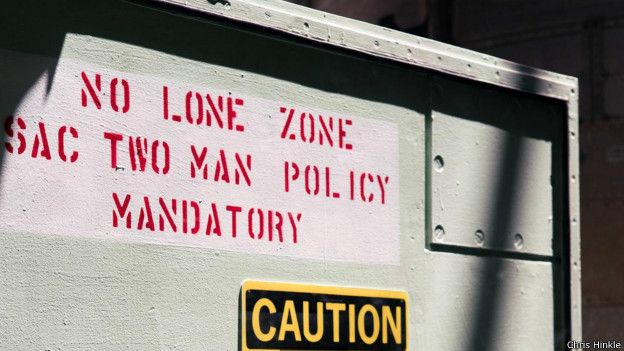 NO LONE ZONE
SAC TWO MAN POLICY
MANDATORY
CAUTION
Chris Hinkle